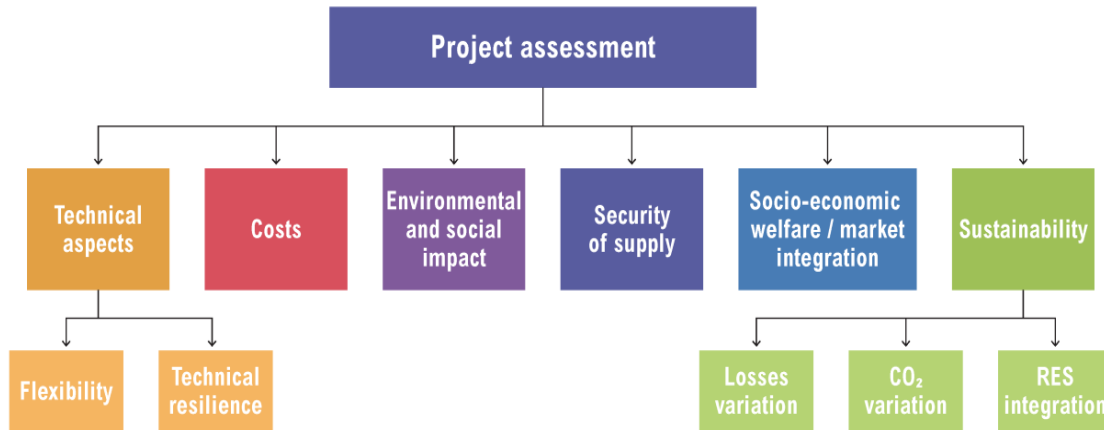 Project assessment
Technical
aspects
Costs
Environmental
and social
impact
Security
of supply
Socio-economic
welfare / market
integration
Sustainability
Flexibility
Technical
resilience
Losses
variation
CO₂
variation
RES
integration